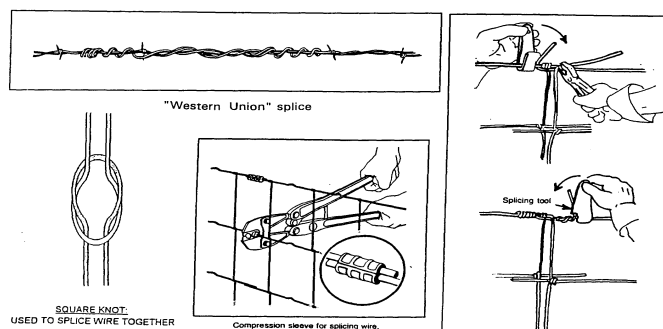 "Western Union" splice
Splicing tool
SQUARE KNOT:
USED TO SPLICE WIRE TOGETHER
Compression sleeve for splicing wire.